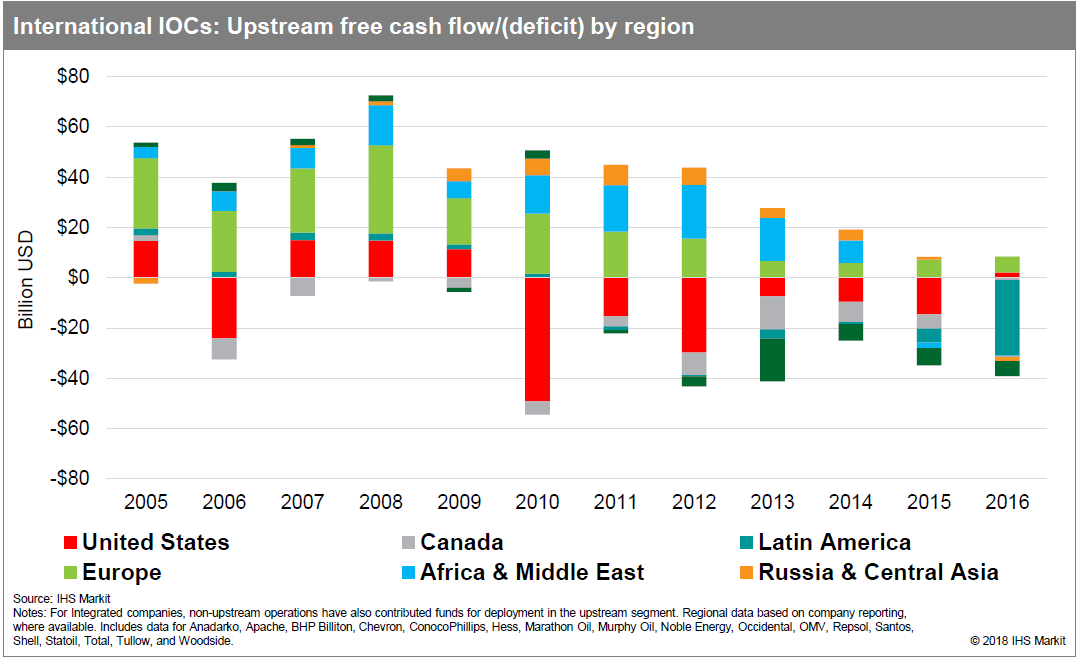 International IOCs: Upstream free cash flow/(deficit) by region
$80
$60
$40
$20
$0
-$20
-$40
-$60
-$80
Billion USD
2005 2006 2007 2008 2009 2010 2011 2012 2013 2014 2015 2016
United States Canada Latin America
Europe Africa & Middle East Russia & Central Asia
Source: IHS Markit
Notes: For Integrated companies, non-upstream operations have also contributed funds for deployment in the upstream segment. Regional data based on company reporting,
where available. Includes data for Anadarko, Apache, BHP Billiton, Chevron, ConocoPhillips, Hess, Marathon Oil, Murphy Oil, Noble Energy, Occidental, OMV, Repsol, Santos,
Shell, Statoil, Total, Tullow, and Woodside.
© 2018 IHS Markit